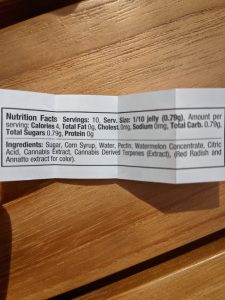 Nutrition Facts Servings: 10, Serv. Size: 1/10 jelly (0.79g), Amount per
serving: Calories 4, Total Fat 0g, Cholest. 0mg, Sodium 0mg, Total Carb. 0.79g,
Total Sugars 0.79g, Protein 0g
Ingredients: Sugar, Corn Syrup, Water, Pectin, Watermelon Concentrate, Citric
Acid, Cannabis Extract, Cannabis Derived Terpenes (Extract), (Red Radish and
Annatto extract for color).